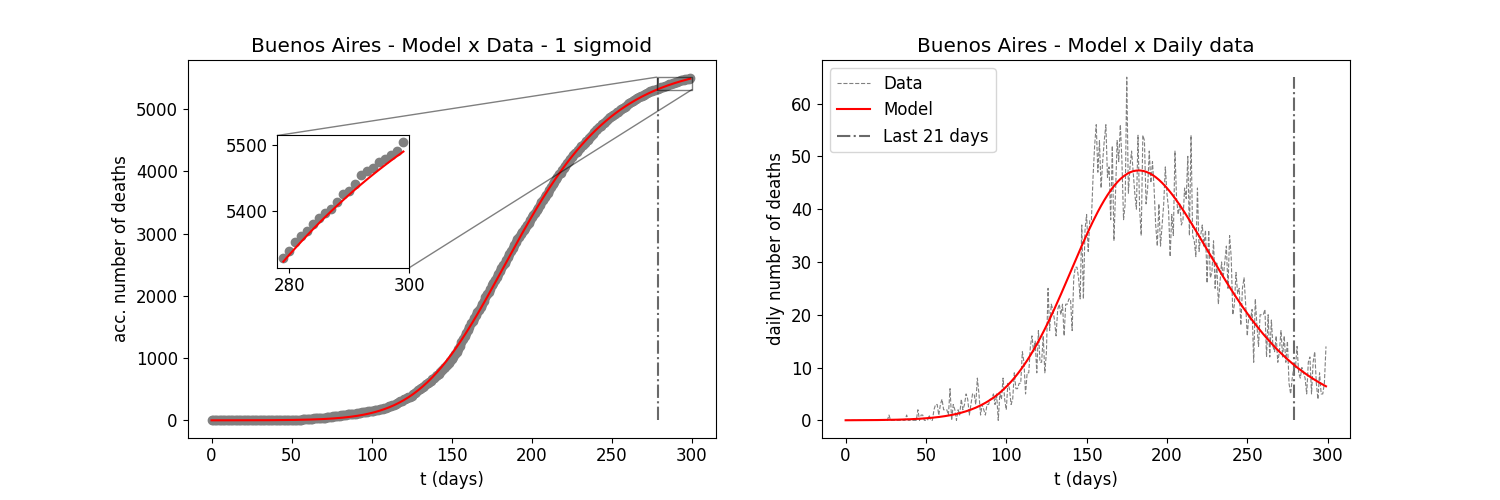 Buenos Aires - Model x Data - 1 sigmoid
acc. number of deaths
5000
4000
3000
2000
1000
0
5500
5400
280 300
0 50 100 150 200 250 300
t (days)
Buenos Aires - Model x Daily data
daily number of deaths
Data
Model
Last 21 days
60
50
40
30
20
10
0
0 50 100 150 200 250 300
t (days)